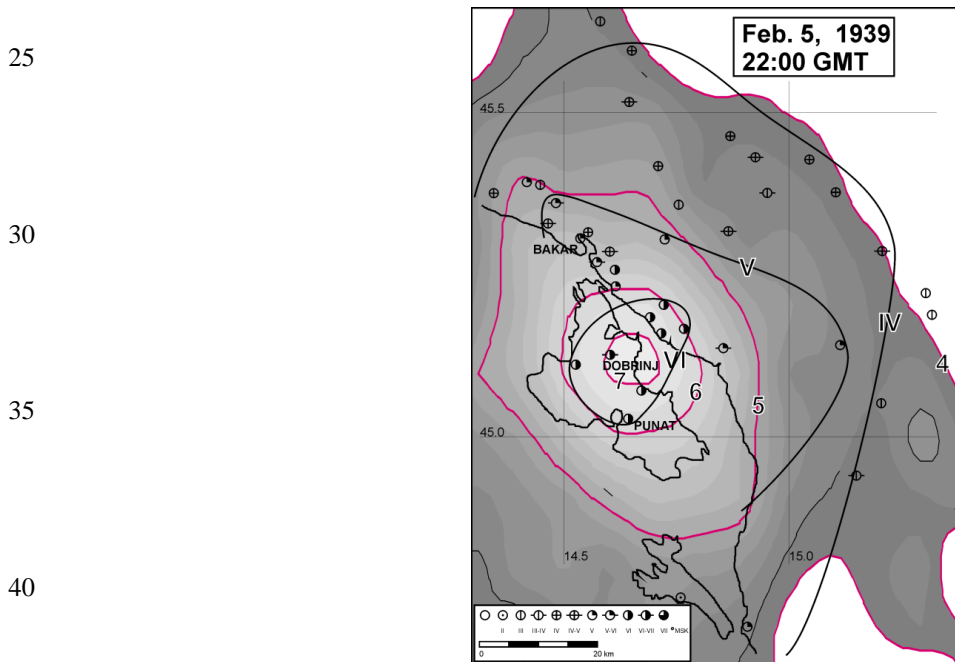 25
Feb. 5, 1939
22:00 GMT
45.5
30
BAKAR
V
IV
VI
DOBRINJ
4
7
6
5
35
PUNAT
45.0
14.5
15.0
40
II III III-IV IV IV-V V V-VI VI VI-VII VII °MSK
0 20 km